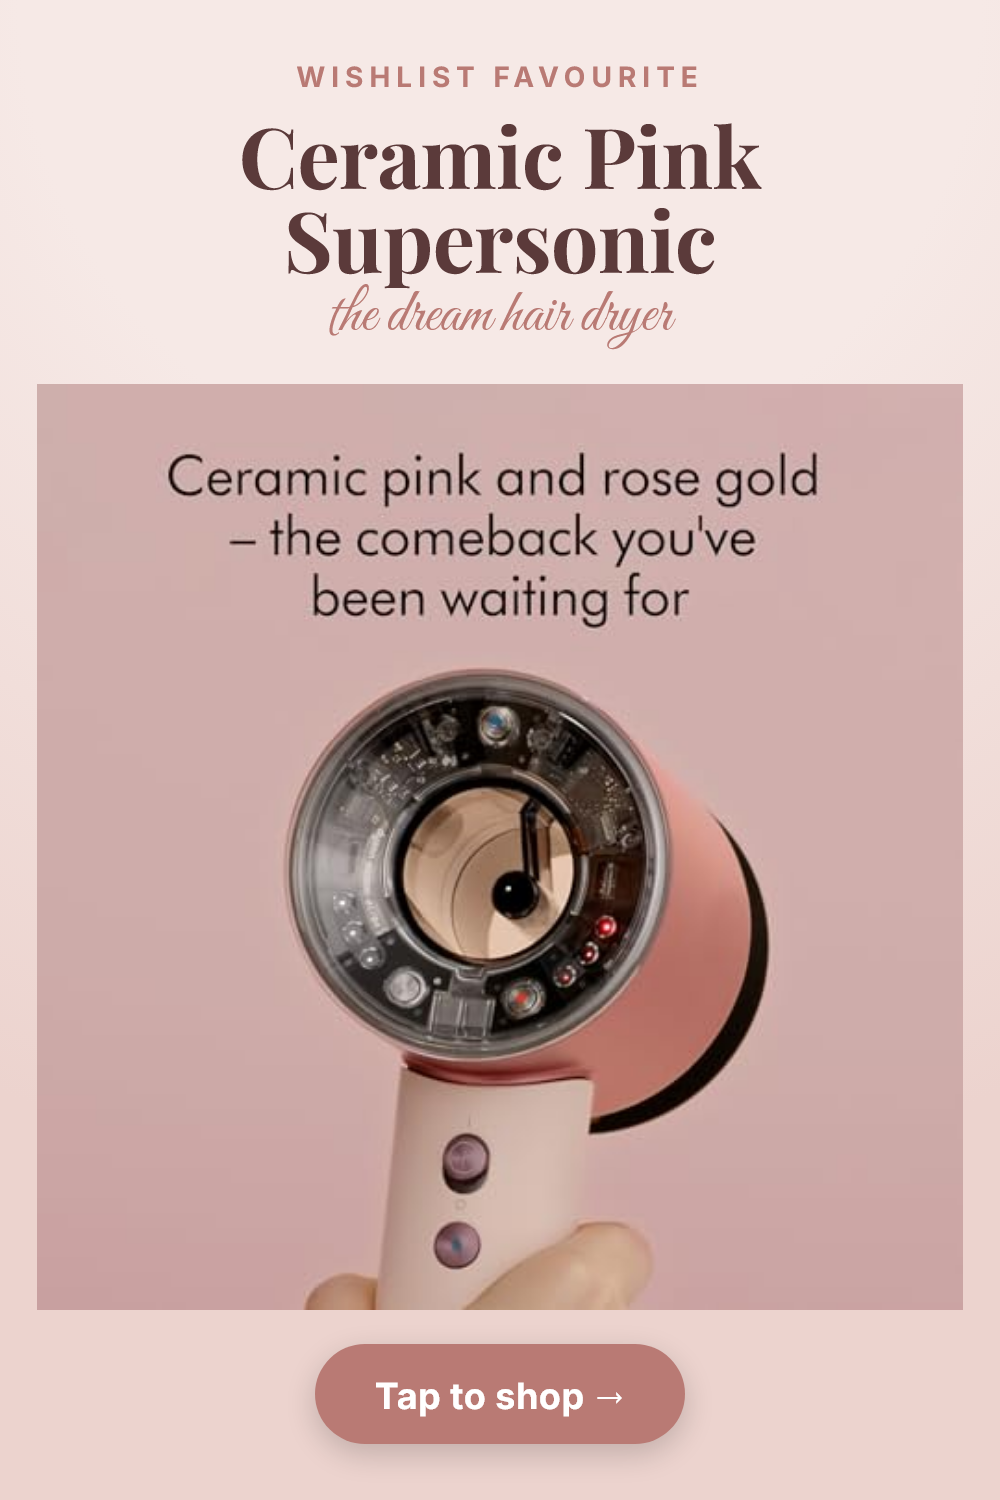 WISHLIST FAVOURITE
Ceramic Pink
Supersonic
the dream hair dryer
Ceramic pink and rose gold
– the comeback you've
been waiting for
Tap to shop →